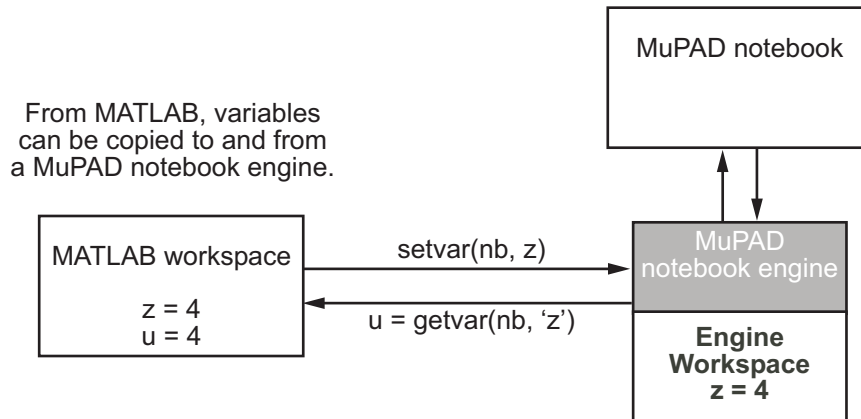 MuPAD notebook
From MATLAB, variables
can be copied to and from
a MuPAD notebook engine.
MATLAB workspace
z = 4
u = 4
setvar(nb, z)
u = getvar(nb, ‘z’)
MuPAD
notebook engine
Engine
Workspace
z = 4